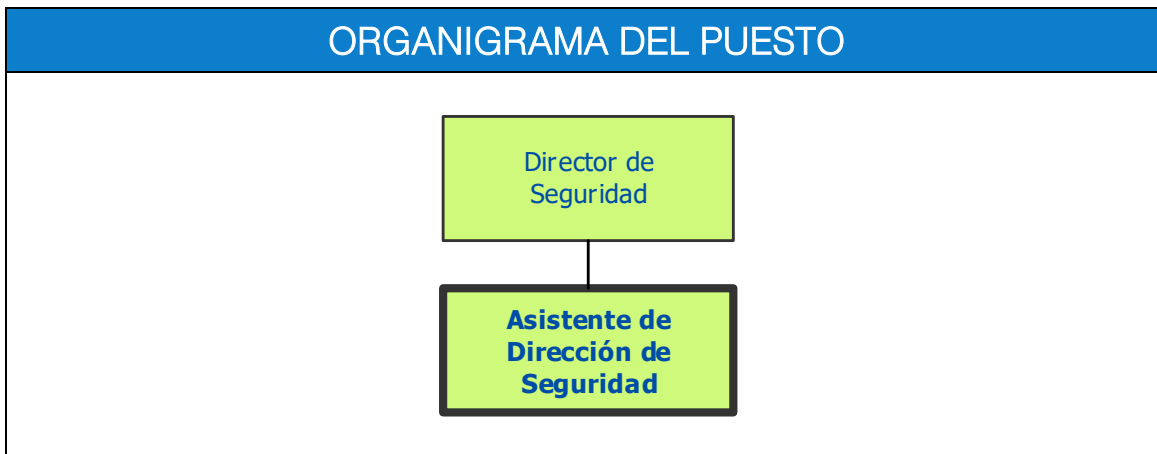 ORGANIGRAMA DEL PUESTO
Director de
Seguridad
Asistente de
Dirección de
Seguridad